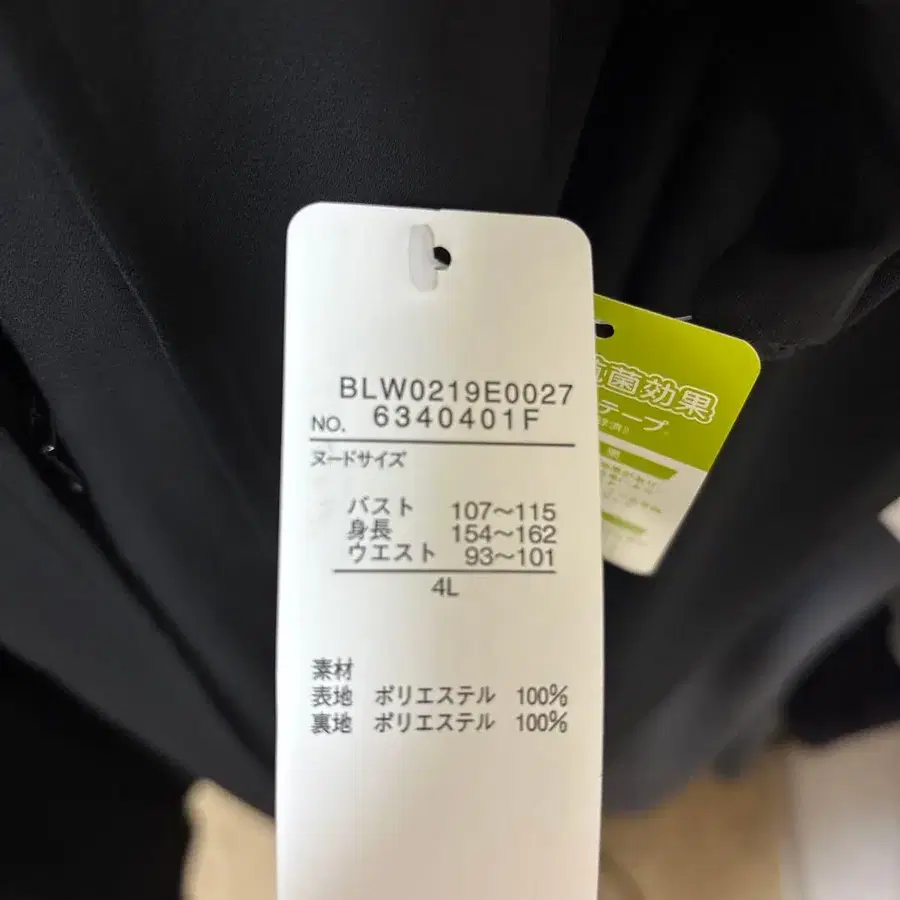 BLW0219E0027
NO. 6340401F
ヌードサイズ
バスト 107〜115
身長 154〜162
ウエスト 93〜101
4L
素材
表地 ポリエステル 100%
裏地 ポリエステル 100%
抗菌効果
テープ